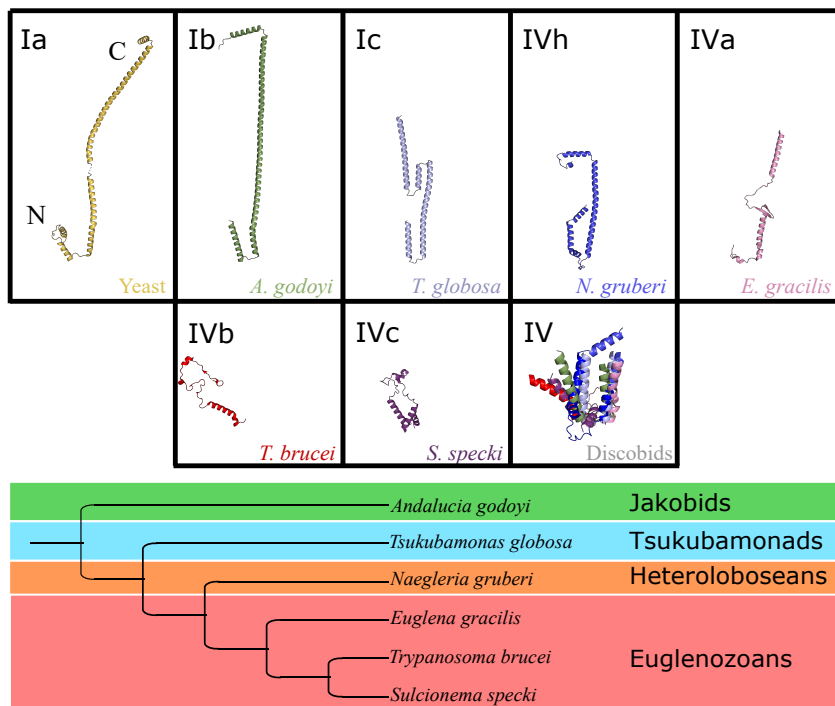 Ia
C
N
Yeast
Ib
A. godoyi
Ic
T. globosa
IVh
N. gruberi
IVa
E. gracilis
IVb
T. brucei
IVc
S. specki
IV
Discobids
Andalucia godoyi Jakobids
Tsukubamonas globosa Tsukubamonads
Naegleria gruberi Heteroloboseans
Euglena gracilis
Trypanosoma brucei Euglenozoans
Sulcionema specki